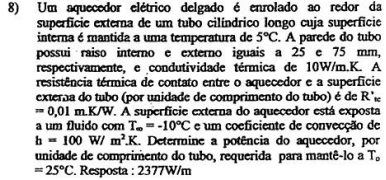 8) Um aquecedor elétrico delgado é enrolado ao redor da
superfície externa de um tubo cilíndrico longo cuja superfície
interna é mantida a uma temperatura de 5°C. A parede do tubo
possui raiso interno e externo iguais a 25 e 75 mm,
respectivamente, e condutividade térmica de 10W/m.K. A
resistência térmica de contato entre o aquecedor e a superfície
externa do tubo (por unidade de comprimento do tubo) é de R'tc
= 0,01 m.K/W. A superfície externa do aquecedor está exposta
a um fluido com T∞ = -10°C e um coeficiente de convecção de
h = 100 W/ m².K. Determine a potência do aquecedor, por
unidade de comprimento do tubo, requerida para mantê-lo a To
= 25°C. Resposta : 2377W/m